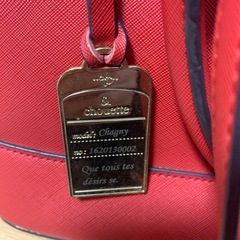 &
chouette
model : Chagny
no : 1620130002
Que tous tes
désirs se.